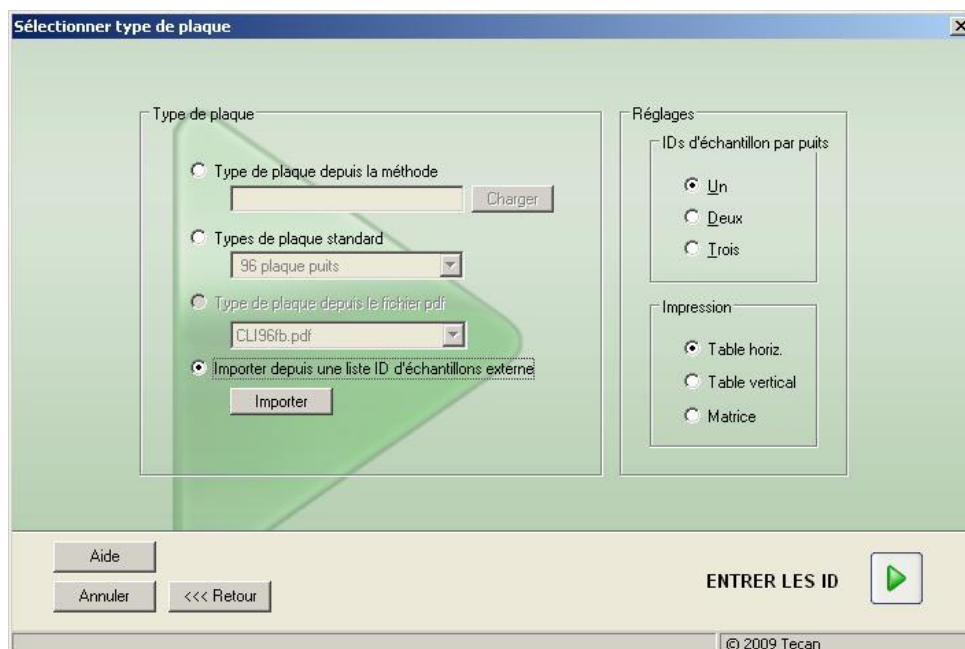 Sélectionner type de plaque
Type de plaque
Type de plaque depuis la méthode
Charger
Types de plaque standard
96 plaque puits
Type de plaque depuis le fichier pdf
CLI96fb.pdf
Importer depuis une liste ID d'échantillons externe
Importer
Réglages
IDs d'échantillon par puits
Un
Deux
Trois
Impression
Table horiz.
Table vertical
Matrice
Aide
Annuler
<<< Retour
ENTRER LES ID
© 2009 Tecan